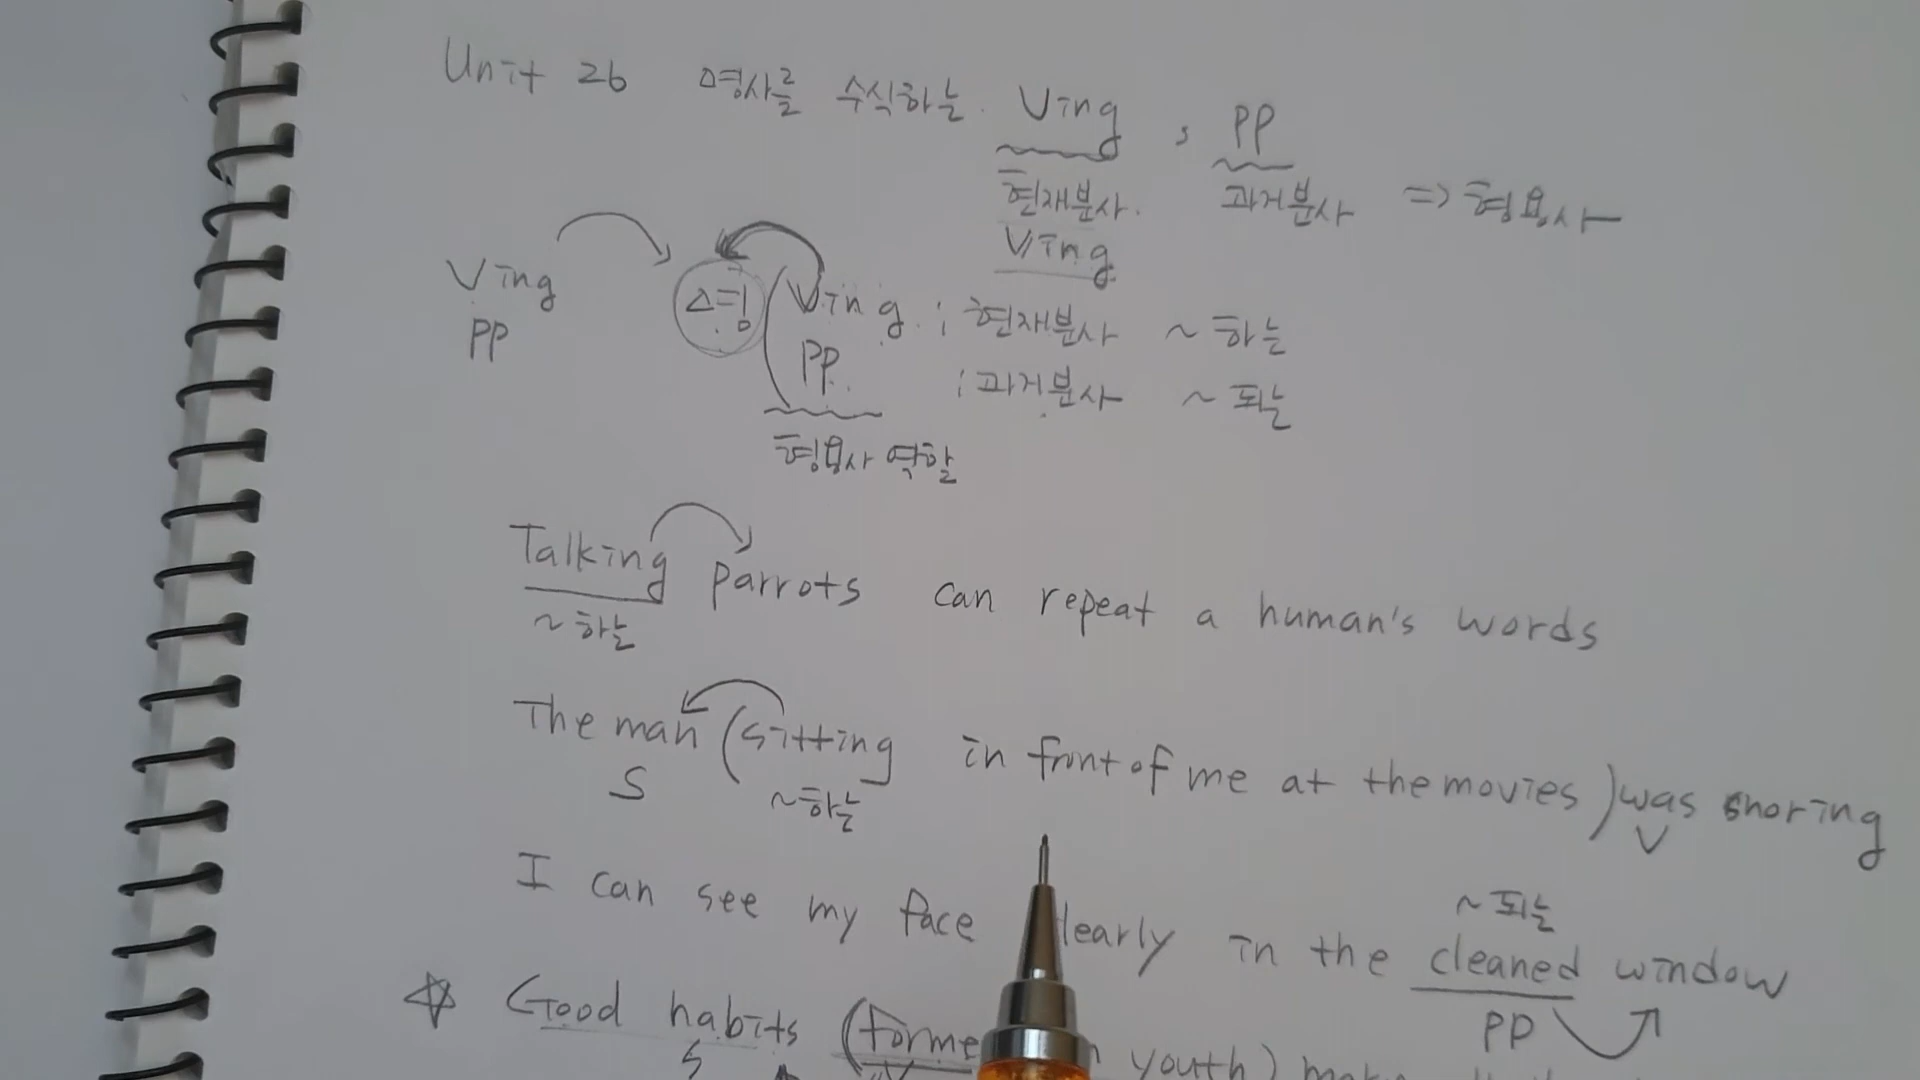 Unit 26 명사를 수식하는 Ving , PP
현재분사. 과거분사 => 형용사
Ving
Ving 명 ( Ving ; 현재분사 ~ 하는
PP PP ; 과거분사 ~ 되는
형용사 역할
Talking parrots can repeat a human's words
~ 하는
The man (sitting in front of me at the movies) was snoring
S ~하는 V
~ 되는
I can see my face learly in the cleaned window
PP
☆ Good habits (forme youth)
S